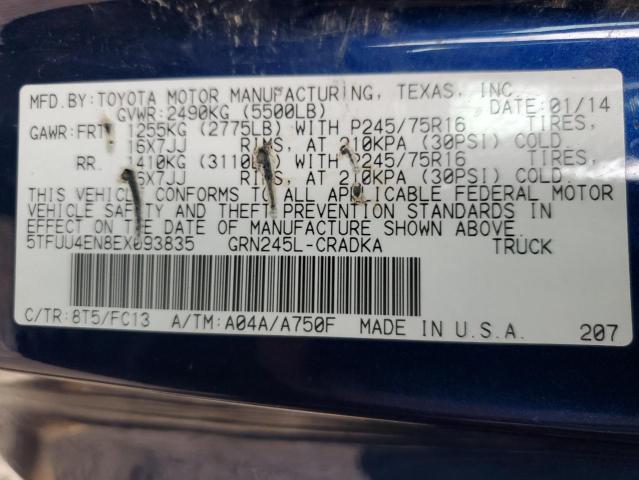 MFD.BY:TOYOTA MOTOR MANUFACTURING, TEXAS, INC.
GVWR:2490KG (5500LB) DATE:01/14
GAWR:FRT 1255KG (2775LB) WITH P245/75R16 TIRES,
16X7JJ RIMS, AT 210KPA (30PSI) COLD
RR. 1410KG (3110LB) WITH P245/75R16 TIRES,
16X7JJ RIMS, AT 210KPA (30PSI) COLD.
THIS VEHICLE CONFORMS TO ALL APPLICABLE FEDERAL MOTOR
VEHICLE SAFETY AND THEFT PREVENTION STANDARDS IN
EFFECT ON THE DATE OF MANUFACTURE SHOWN ABOVE.
5TFUU4EN8EX093835 GRN245L-CRADKA TRUCK
C/TR:8T5/FC13 A/TM:A04A/A750F MADE IN U.S.A. 207